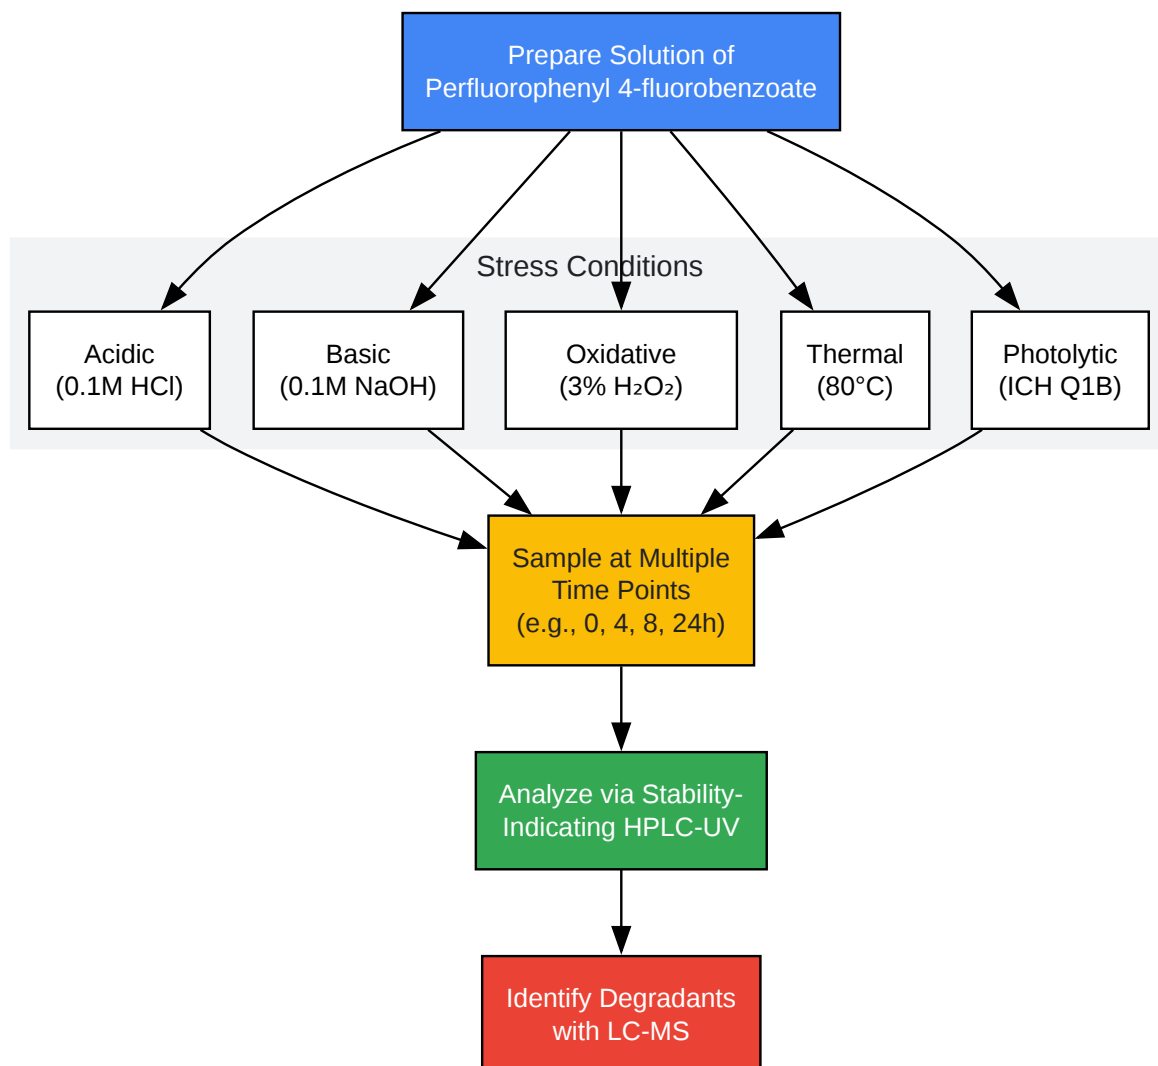 Prepare Solution of
Perfluorophenyl 4-fluorobenzoate
Stress Conditions
Acidic
(0.1M HCl)
Basic
(0.1M NaOH)
Oxidative
(3% H₂O₂)
Thermal
(80°C)
Photolytic
(ICH Q1B)
Sample at Multiple
Time Points
(e.g., 0, 4, 8, 24h)
Analyze via Stability-
Indicating HPLC-UV
Identify Degradants
with LC-MS